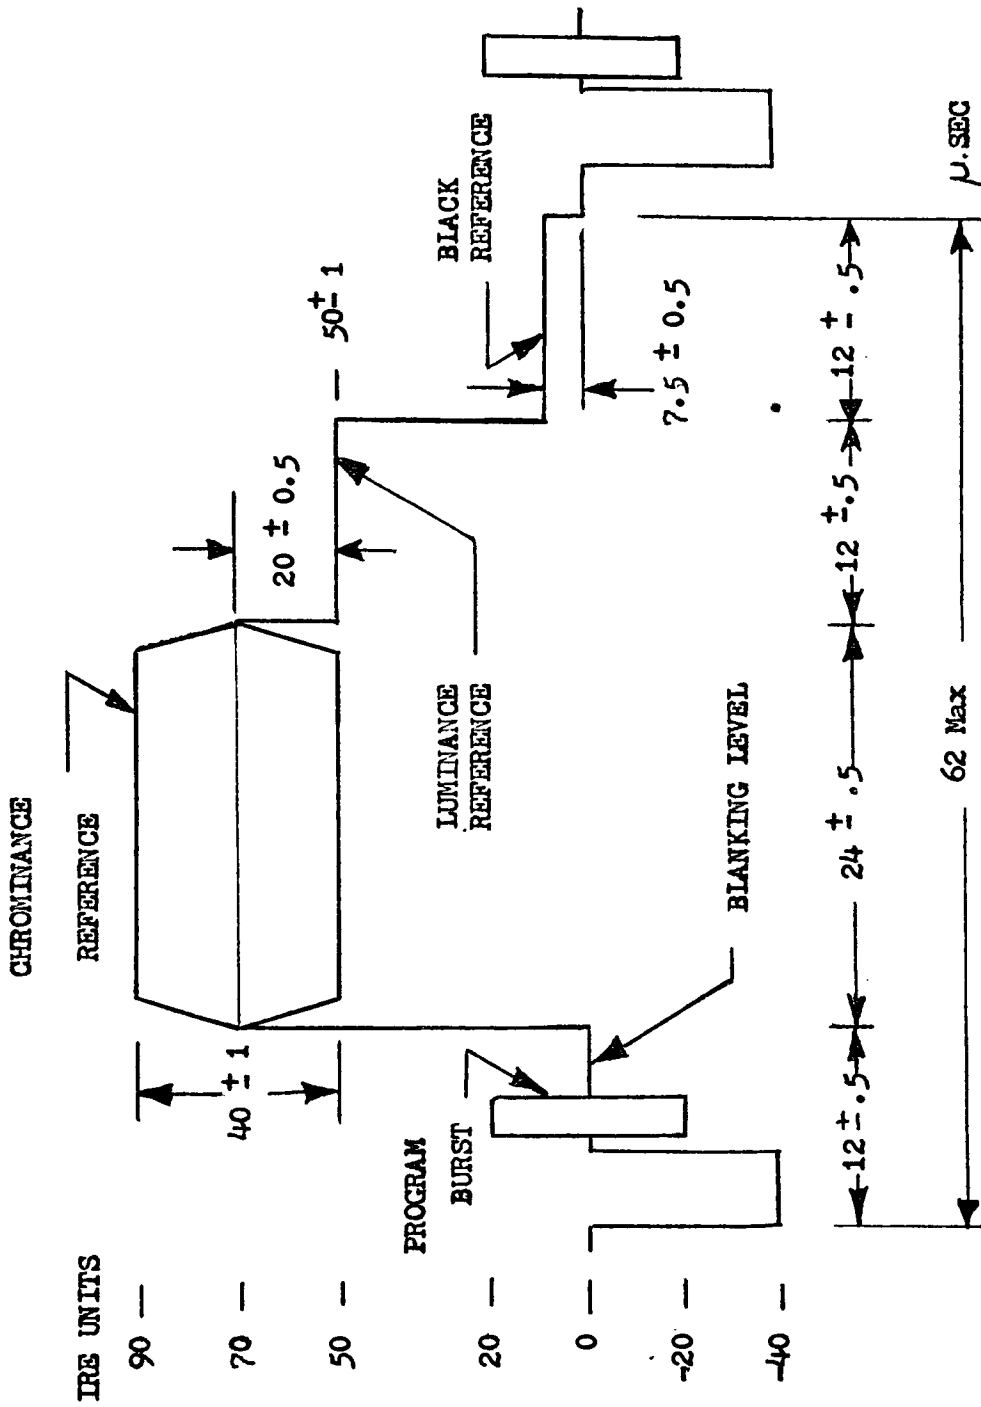 IRE UNITS
90
70
50
20
0
-20
-40
CHROMINANCE
REFERENCE
40 ± 1
PROGRAM
BURST
LUMINANCE
REFERENCE
BLANKING LEVEL
20 ± 0.5
50 ± 1
BLACK
REFERENCE
7.5 ± 0.5
12 ± .5
24 ± .5
12 ± .5
12 ± .5
62 Max
μ.SEC